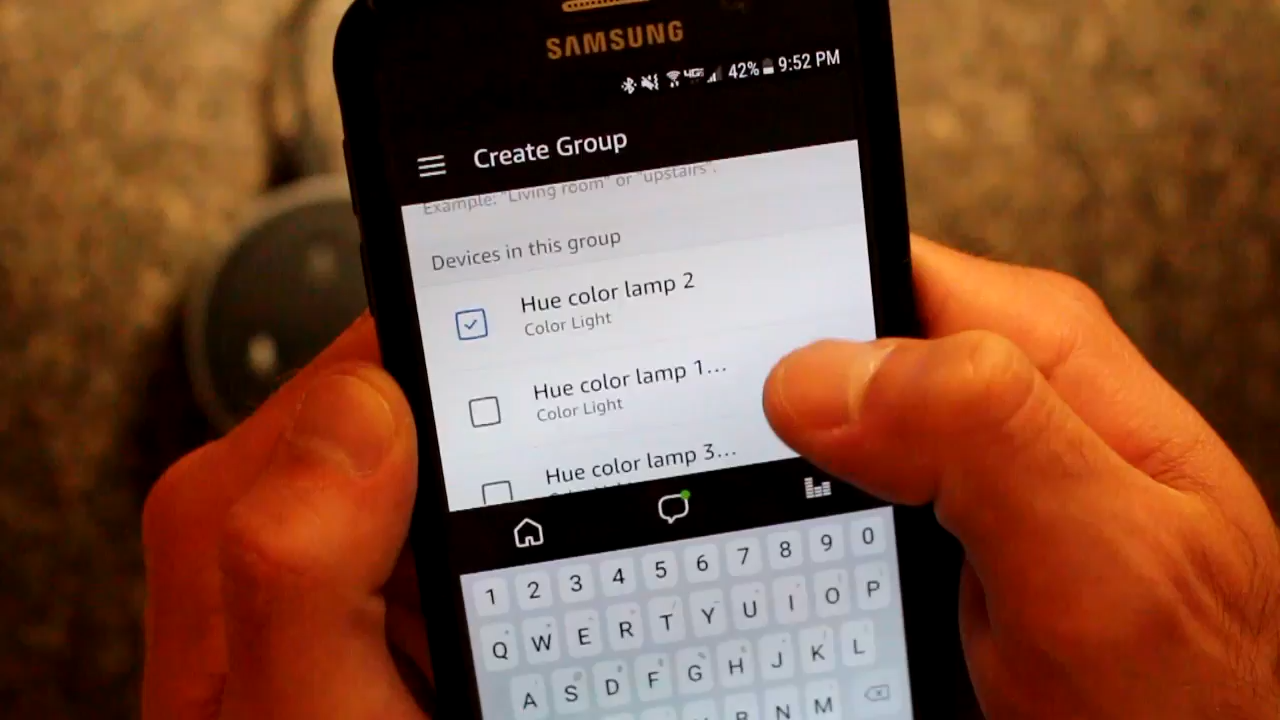 SAMSUNG
4G 42% 9:52 PM
Create Group
Example: "Living room" or "upstairs".
Devices in this group
Hue color lamp 2
Color Light
Hue color lamp 1...
Color Light
Hue color lamp 3...
1 2 3 4 5 6 7 8 9 0
Q W E R T Y U I O P
A S D F G H J K L
B N M